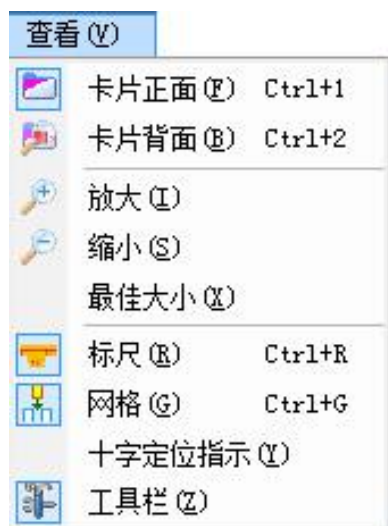 查看(V)
卡片正面(F) Ctrl+1
卡片背面(B) Ctrl+2
放大(I)
缩小(S)
最佳大小(X)
标尺(R) Ctrl+R
网格(G) Ctrl+G
十字定位指示(Y)
工具栏(Z)